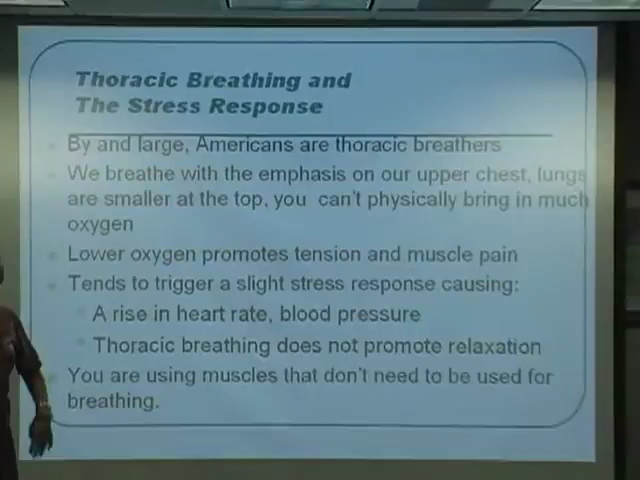 Thoracic Breathing and
The Stress Response
By and large, Americans are thoracic breathers
We breathe with the emphasis on our upper chest, lungs
are smaller at the top, you can't physically bring in much
oxygen
Lower oxygen promotes tension and muscle pain
Tends to trigger a slight stress response causing:
A rise in heart rate, blood pressure
Thoracic breathing does not promote relaxation
You are using muscles that don't need to be used for
breathing.